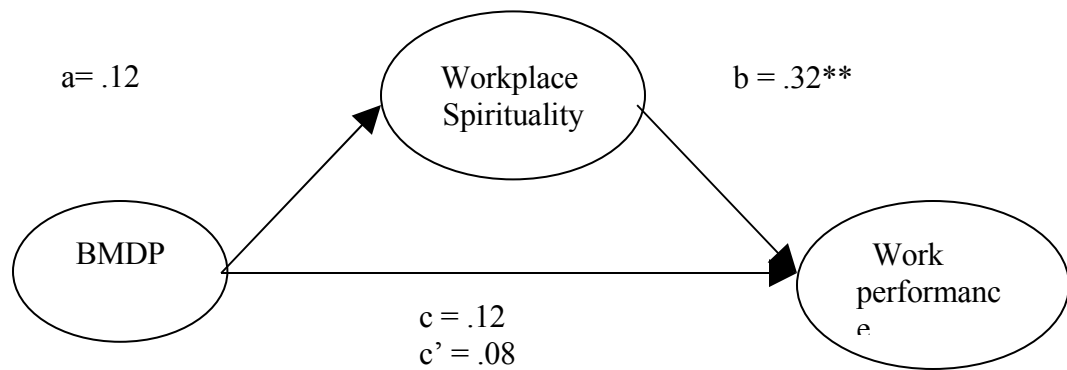 a= .12
Workplace
Spirituality
b = .32**
BMDP
Work
performanc
e
c = .12
c’ = .08